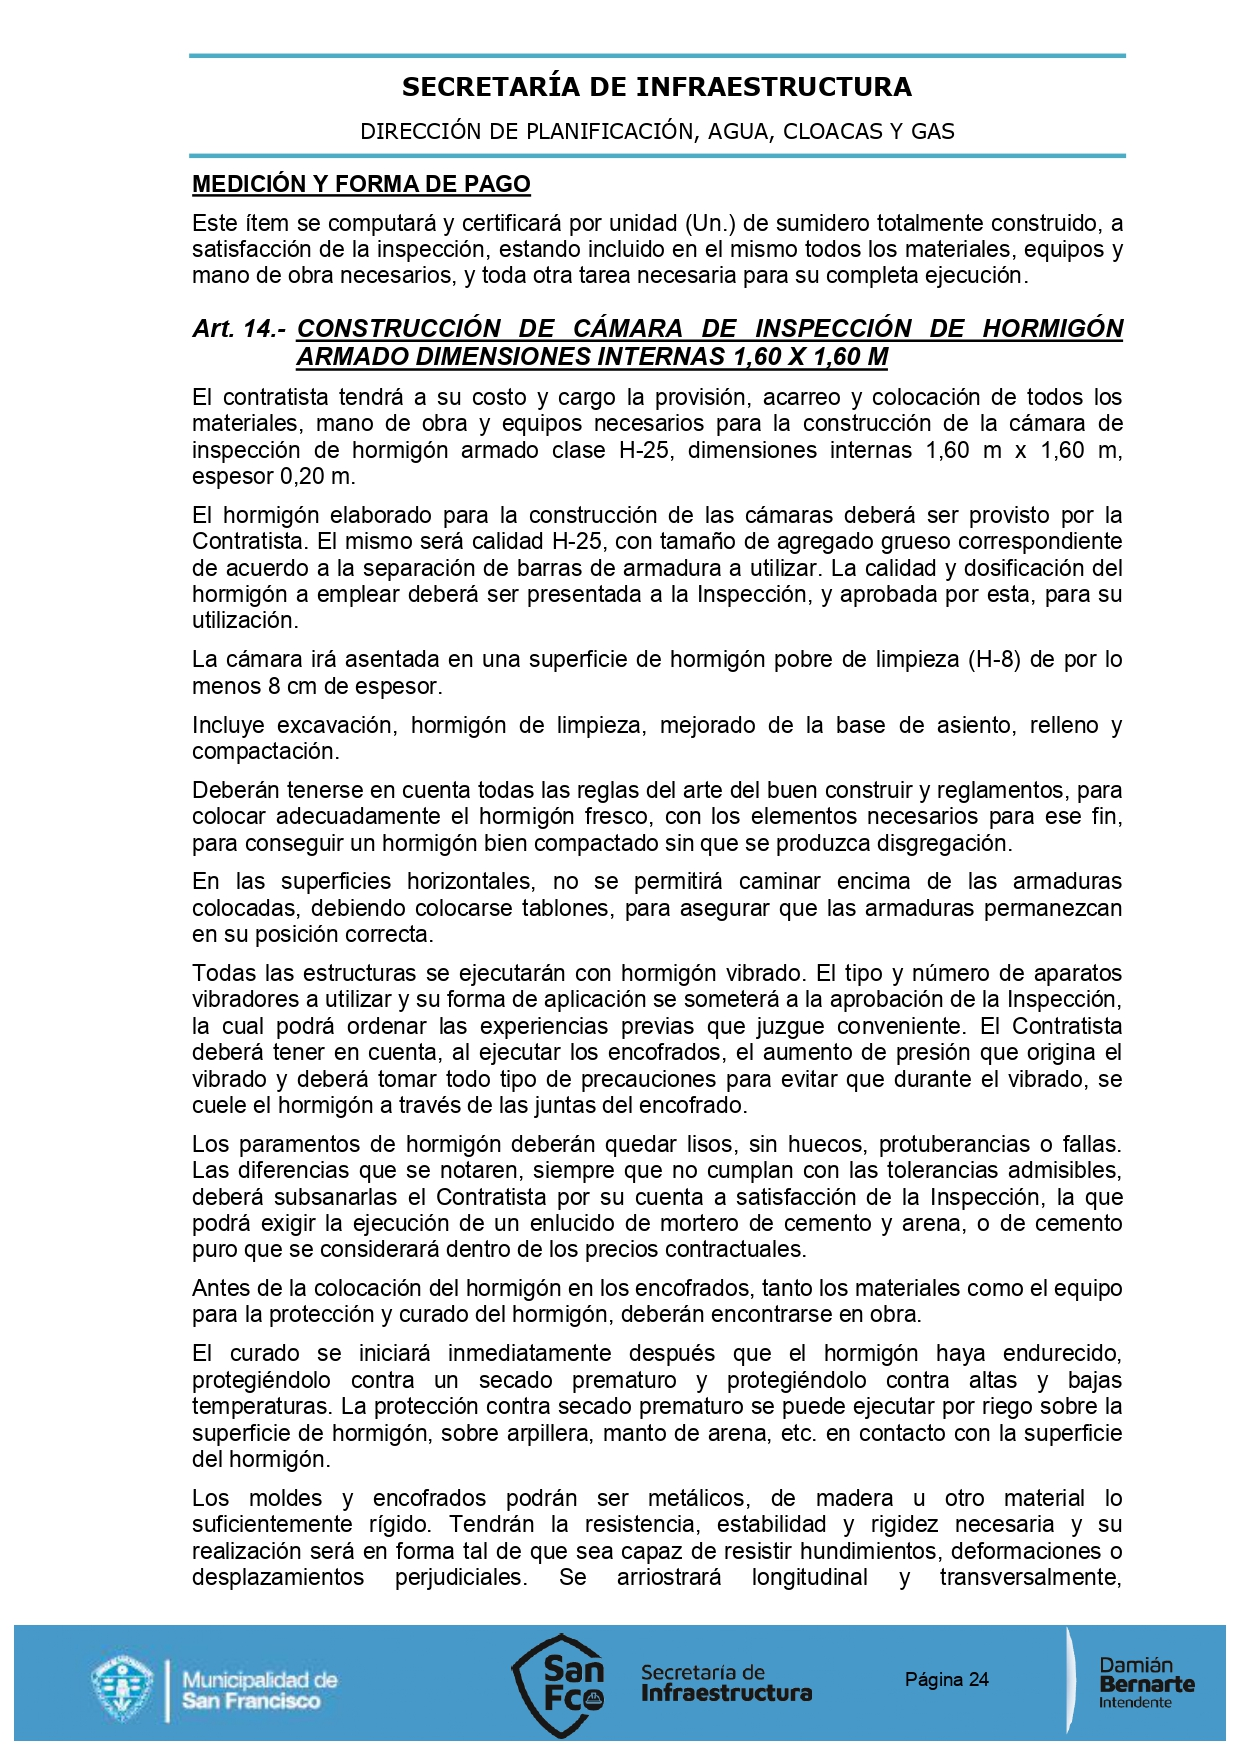 SECRETARÍA DE INFRAESTRUCTURA
DIRECCIÓN DE PLANIFICACIÓN, AGUA, CLOACAS Y GAS
MEDICIÓN Y FORMA DE PAGO
Este ítem se computará y certificará por unidad (Un.) de sumidero totalmente construido, a
satisfacción de la inspección, estando incluido en el mismo todos los materiales, equipos y
mano de obra necesarios, y toda otra tarea necesaria para su completa ejecución.
Art. 14.- CONSTRUCCIÓN DE CÁMARA DE INSPECCIÓN DE HORMIGÓN
ARMADO DIMENSIONES INTERNAS 1,60 X 1,60 M
El contratista tendrá a su costo y cargo la provisión, acarreo y colocación de todos los
materiales, mano de obra y equipos necesarios para la construcción de la cámara de
inspección de hormigón armado clase H-25, dimensiones internas 1,60 m x 1,60 m,
espesor 0,20 m.
El hormigón elaborado para la construcción de las cámaras deberá ser provisto por la
Contratista. El mismo será calidad H-25, con tamaño de agregado grueso correspondiente
de acuerdo a la separación de barras de armadura a utilizar. La calidad y dosificación del
hormigón a emplear deberá ser presentada a la Inspección, y aprobada por esta, para su
utilización.
La cámara irá asentada en una superficie de hormigón pobre de limpieza (H-8) de por lo
menos 8 cm de espesor.
Incluye excavación, hormigón de limpieza, mejorado de la base de asiento, relleno y
compactación.
Deberán tenerse en cuenta todas las reglas del arte del buen construir y reglamentos, para
colocar adecuadamente el hormigón fresco, con los elementos necesarios para ese fin,
para conseguir un hormigón bien compactado sin que se produzca disgregación.
En las superficies horizontales, no se permitirá caminar encima de las armaduras
colocadas, debiendo colocarse tablones, para asegurar que las armaduras permanezcan
en su posición correcta.
Todas las estructuras se ejecutarán con hormigón vibrado. El tipo y número de aparatos
vibradores a utilizar y su forma de aplicación se someterá a la aprobación de la Inspección,
la cual podrá ordenar las experiencias previas que juzgue conveniente. El Contratista
deberá tener en cuenta, al ejecutar los encofrados, el aumento de presión que origina el
vibrado y deberá tomar todo tipo de precauciones para evitar que durante el vibrado, se
cuele el hormigón a través de las juntas del encofrado.
Los paramentos de hormigón deberán quedar lisos, sin huecos, protuberancias o fallas.
Las diferencias que se notaren, siempre que no cumplan con las tolerancias admisibles,
deberá subsanarlas el Contratista por su cuenta a satisfacción de la Inspección, la que
podrá exigir la ejecución de un enlucido de mortero de cemento y arena, o de cemento
puro que se considerará dentro de los precios contractuales.
Antes de la colocación del hormigón en los encofrados, tanto los materiales como el equipo
para la protección y curado del hormigón, deberán encontrarse en obra.
El curado se iniciará inmediatamente después que el hormigón haya endurecido,
protegiéndolo contra un secado prematuro y protegiéndolo contra altas y bajas
temperaturas. La protección contra secado prematuro se puede ejecutar por riego sobre la
superficie de hormigón, sobre arpillera, manto de arena, etc. en contacto con la superficie
del hormigón.
Los moldes y encofrados podrán ser metálicos, de madera u otro material lo
suficientemente rígido. Tendrán la resistencia, estabilidad y rigidez necesaria y su
realización será en forma tal de que sea capaz de resistir hundimientos, deformaciones o
desplazamientos perjudiciales. Se arriostrará longitudinal y transversalmente,
Municipalidad de
San Francisco
San
Fco
Secretaría de
Infraestructura
Página 24
Damián
Bernarte
Intendente